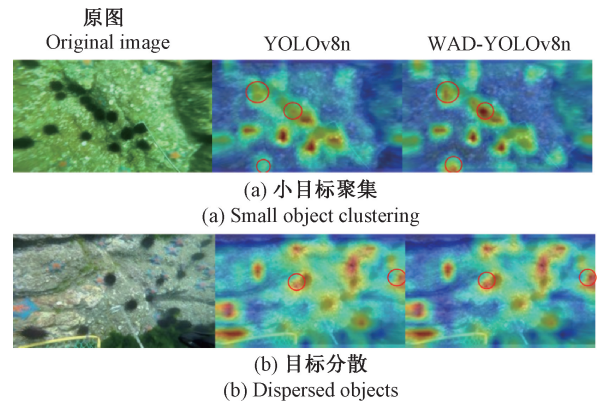 原图
Original image
YOLOv8n
WAD-YOLOv8n
(a) 小目标聚集
(a) Small object clustering
(b) 目标分散
(b) Dispersed objects